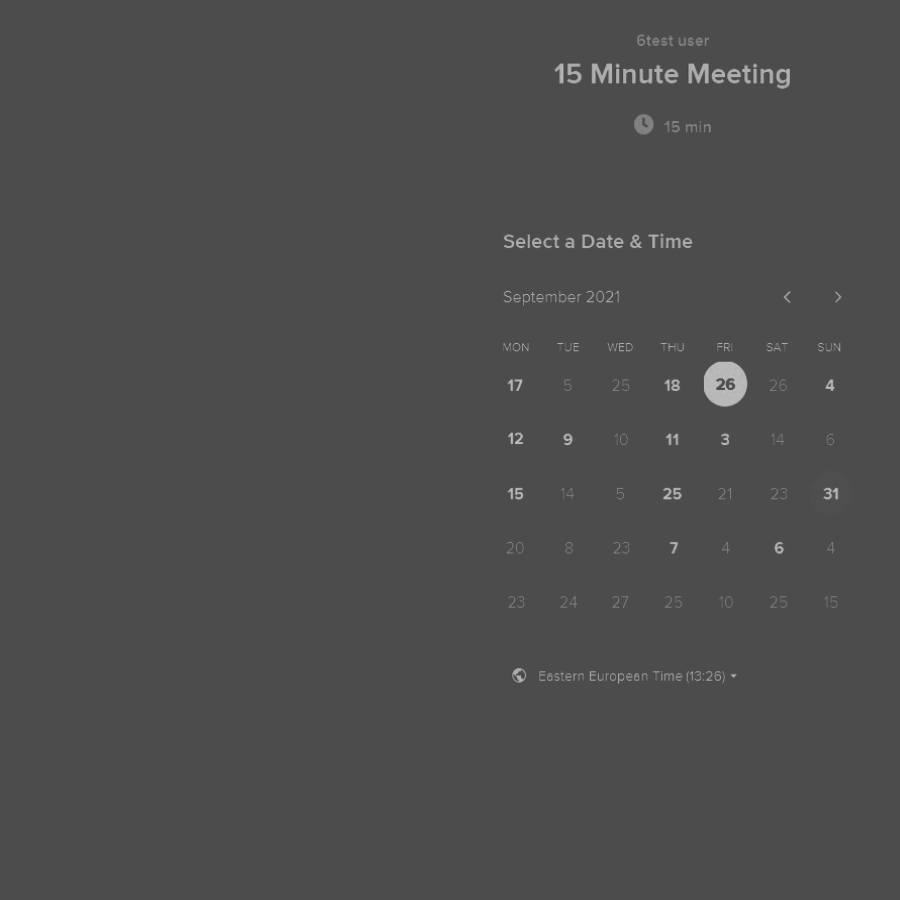 6test user
15 Minute Meeting
15 min
Select a Date & Time
September 2021
MON TUE WED THU FRI SAT SUN
17 5 25 18 26 26 4
12 9 10 11 3 14 6
15 14 5 25 21 23 31
20 8 23 7 4 6 4
23 24 27 25 10 25 15
Eastern European Time (13:26)